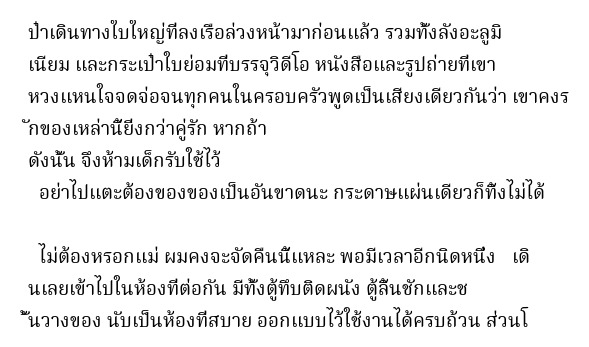 ป๋าเดินทางใบใหญ่ที่ลงเรือล่วงหน้ามาก่อนแล้ว รวมทั้งลังอะลูมิ
เนียม และกระเป๋าใบย่อมที่บรรจุวิดีโอ หนังสือและรูปถ่ายที่เขา
หวงแหนใจจดจ่อจนทุกคนในครอบครัวพูดเป็นเสียงเดียวกันว่า เขาคงร
ักของเหล่านี้ยิ่งกว่าคู่รัก หากถ้า
ดังนั้น จึงห้ามเด็กรับใช้ไว้
อย่าไปแตะต้องของของเป็นอันขาดนะ กระดาษแผ่นเดียวก็ทิ้งไม่ได้
ไม่ต้องหรอกแม่ ผมคงจะจัดคืนนี้แหละ พอมีเวลาอีกนิดหนึ่ง เดิ
นเลยเข้าไปในห้องที่ต่อกัน มีทั้งตู้ทึบติดผนัง ตู้ลิ้นชักและช
ั้นวางของ นับเป็นห้องที่สบาย ออกแบบไว้ใช้งานได้ครบถ้วน ส่วนโ